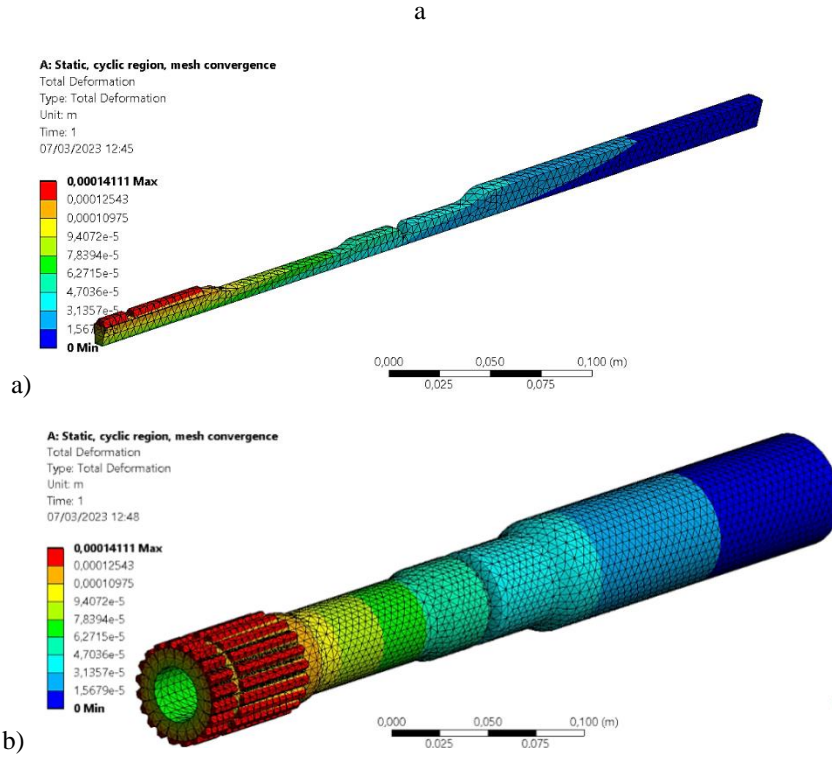 a
A: Static, cyclic region, mesh convergence
Total Deformation
Type: Total Deformation
Unit: m
Time: 1
07/03/2023 12:45
0,00014111 Max
0,00012543
0,00010975
9,4072e-5
7,8394e-5
6,2715e-5
4,7036e-5
3,1357e-5
0 Min
0,000 0,050 0,100 (m)
0,025 0,075
a)
A: Static, cyclic region, mesh convergence
Total Deformation
Type: Total Deformation
Unit: m
Time: 1
07/03/2023 12:48
0,00014111 Max
0,00012543
0,00010975
9,4072e-5
7,8394e-5
6,2715e-5
4,7036e-5
3,1357e-5
1,5679e-5
0 Min
0,000 0,050 0,100 (m)
0.025 0.075
b)